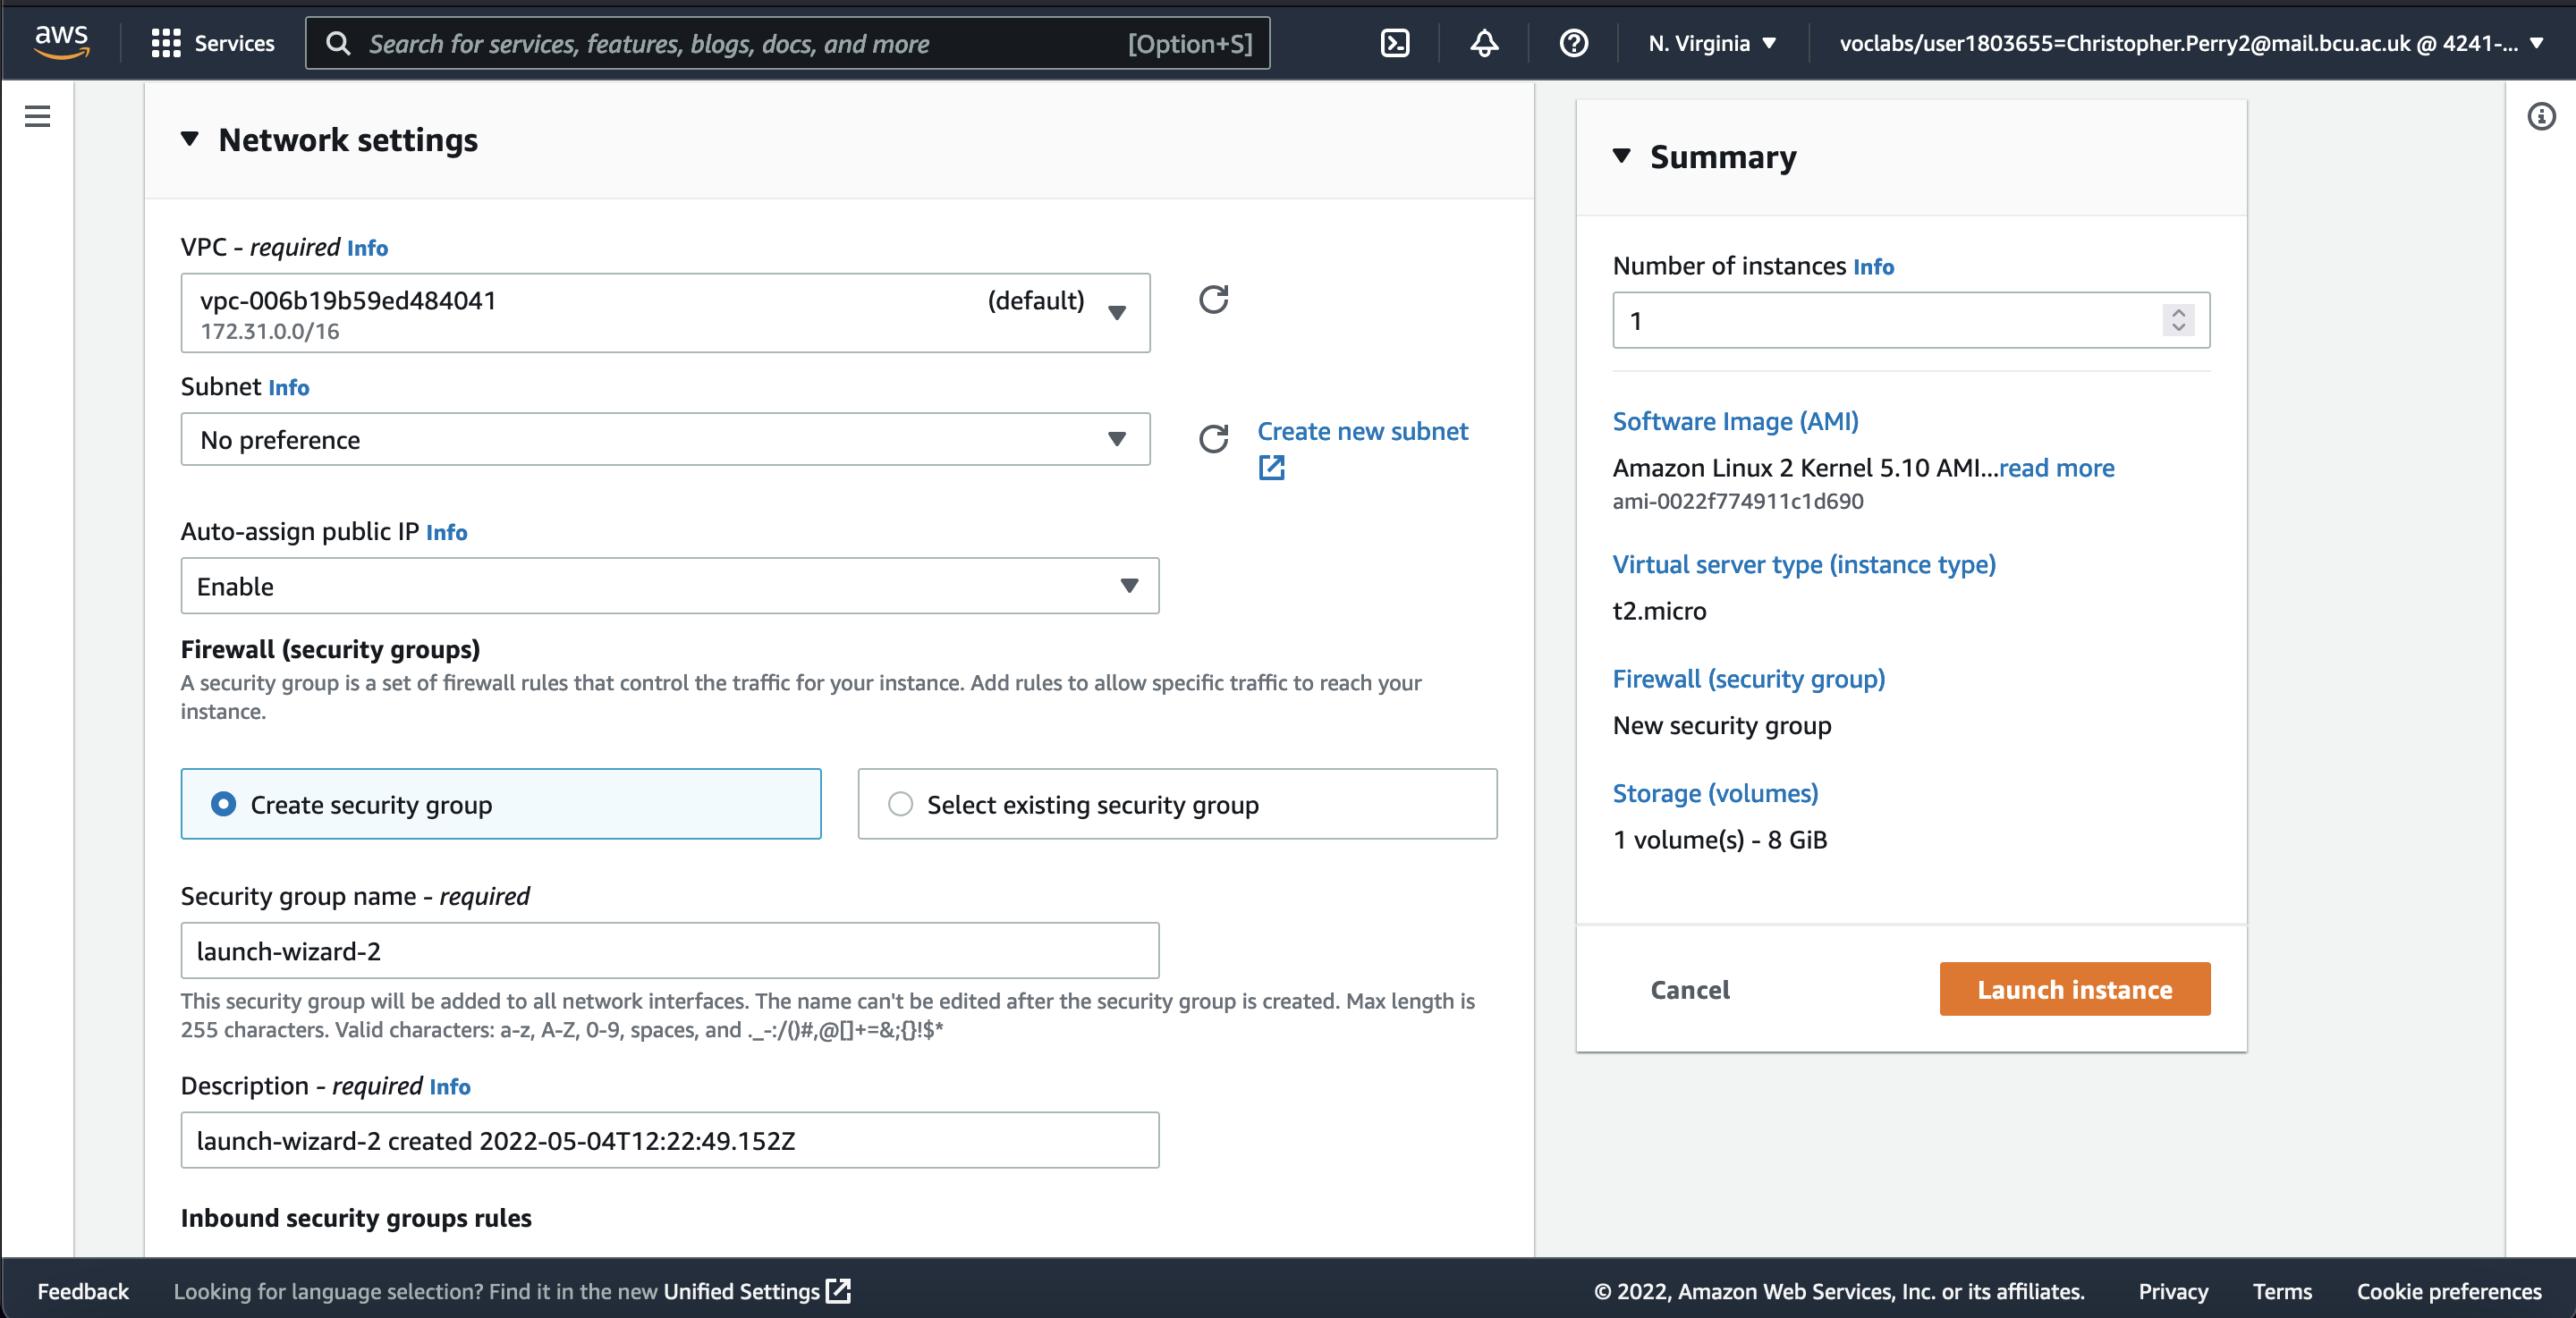 aws
Services
Search for services, features, blogs, docs, and more
[Option+S]
N. Virginia
voclabs/user1803655=Christopher.Perry2@mail.bcu.ac.uk @ 4241-...
Network settings
VPC - required Info
vpc-006b19b59ed484041
(default)
172.31.0.0/16
Subnet Info
No preference
Create new subnet
Auto-assign public IP Info
Enable
Firewall (security groups)
A security group is a set of firewall rules that control the traffic for your instance. Add rules to allow specific traffic to reach your
instance.
Create security group
Select existing security group
Security group name - required
launch-wizard-2
This security group will be added to all network interfaces. The name can't be edited after the security group is created. Max length is
255 characters. Valid characters: a-z, A-Z, 0-9, spaces, and ._-:/()#,@[]+=&;{}!$*
Description - required Info
launch-wizard-2 created 2022-05-04T12:22:49.152Z
Inbound security groups rules
Summary
Number of instances Info
1
Software Image (AMI)
Amazon Linux 2 Kernel 5.10 AMI...read more
ami-0022f774911c1d690
Virtual server type (instance type)
t2.micro
Firewall (security group)
New security group
Storage (volumes)
1 volume(s) - 8 GiB
Cancel
Launch instance
Feedback
Looking for language selection? Find it in the new Unified Settings
© 2022, Amazon Web Services, Inc. or its affiliates.
Privacy
Terms
Cookie preferences